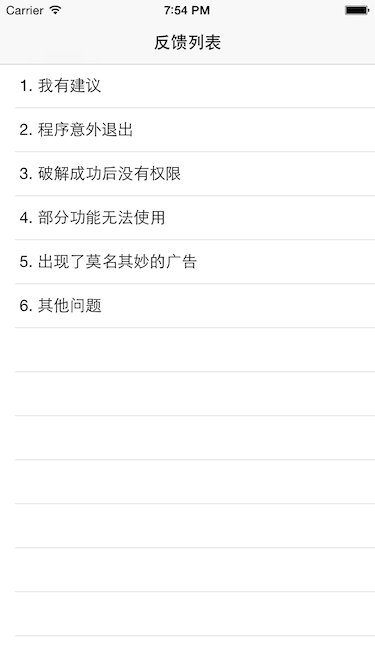 Carrier 7:54 PM
反馈列表
1. 我有建议
2. 程序意外退出
3. 破解成功后没有权限
4. 部分功能无法使用
5. 出现了莫名其妙的广告
6. 其他问题